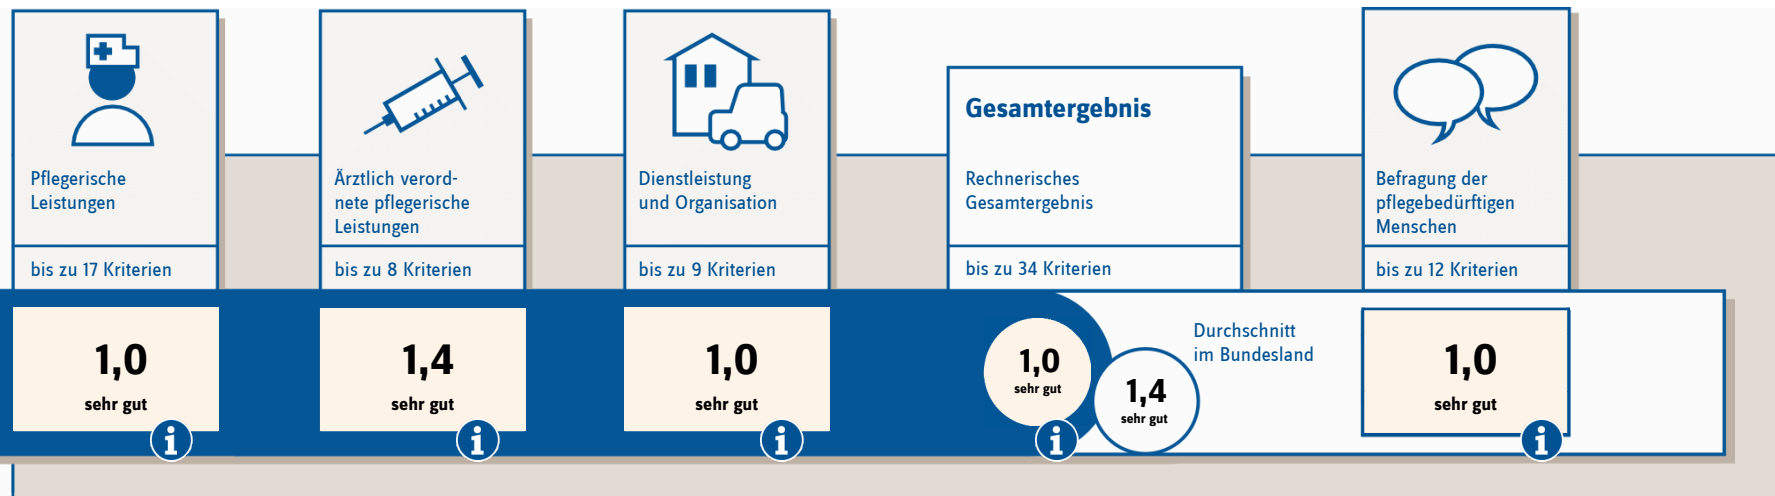 Pflegerische
Leistungen
bis zu 17 Kriterien
1,0
sehr gut
i
Ärztlich verord-
nete pflegerische
Leistungen
bis zu 8 Kriterien
1,4
sehr gut
i
Dienstleistung
und Organisation
bis zu 9 Kriterien
1,0
sehr gut
i
Gesamtergebnis
Rechnerisches
Gesamtergebnis
bis zu 34 Kriterien
1,0
sehr gut
i
Durchschnitt
im Bundesland
1,4
sehr gut
Befragung der
pflegebedürftigen
Menschen
bis zu 12 Kriterien
1,0
sehr gut
i